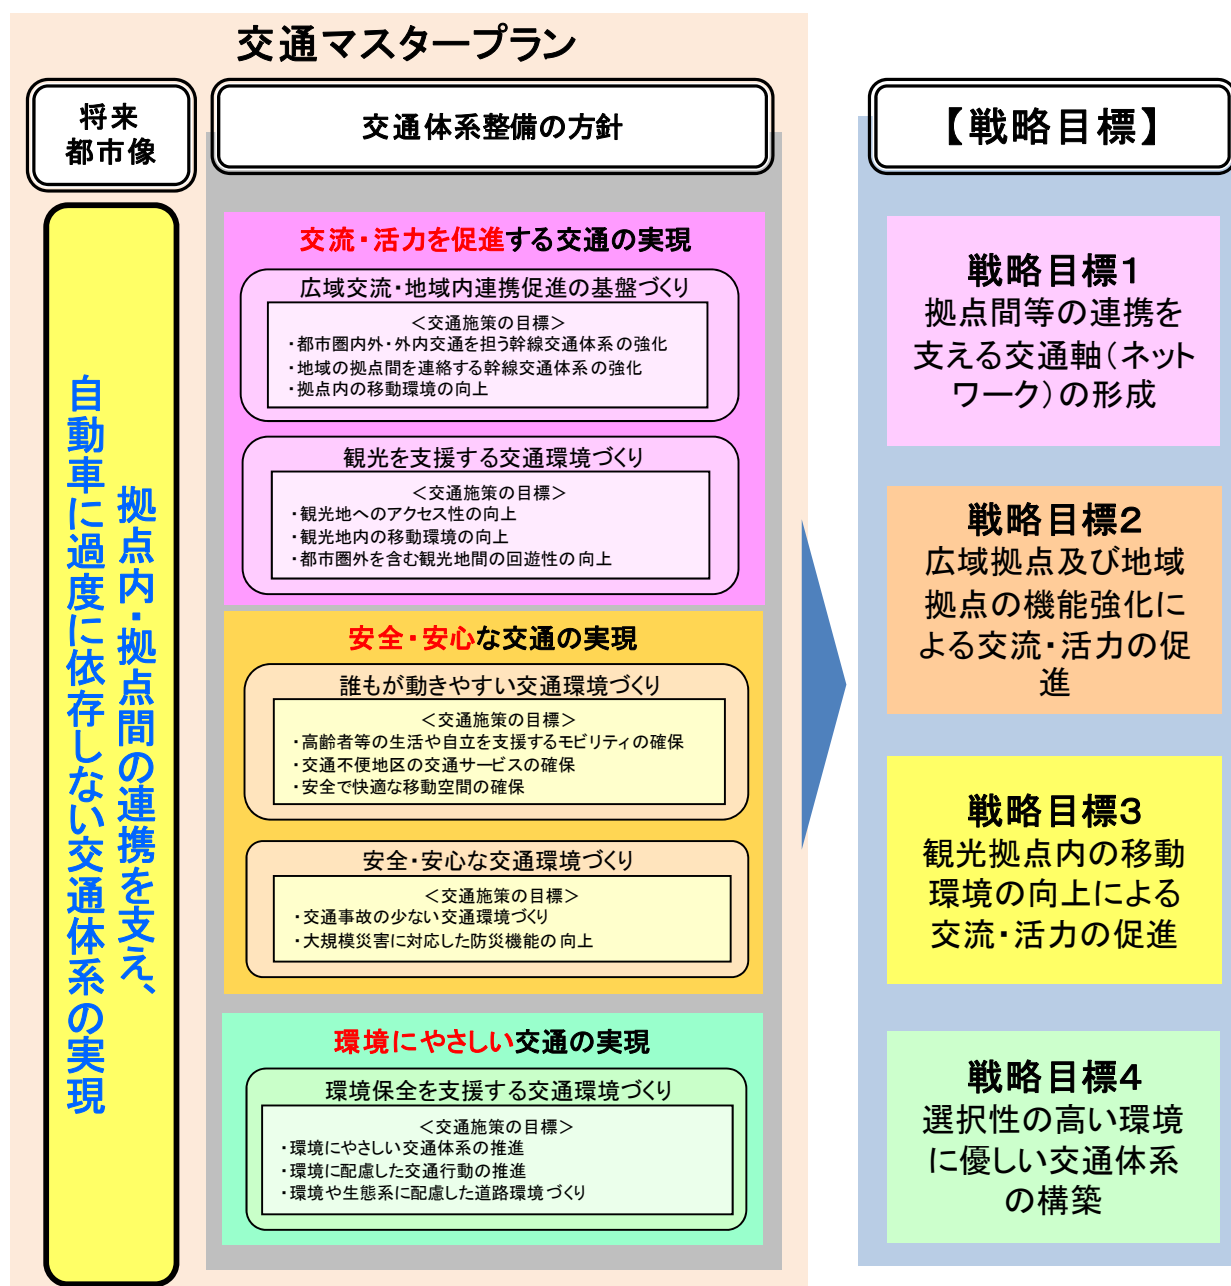 交通マスタープラン
将来
都市像
交通体系整備の方針
拠点内・拠点間の連携を支え、
自動車に過度に依存しない交通体系の実現
交流・活力を促進する交通の実現
広域交流・地域内連携促進の基盤づくり
＜交通施策の目標＞
・都市圏内外・外内交通を担う幹線交通体系の強化
・地域の拠点間を連絡する幹線交通体系の強化
・拠点内の移動環境の向上
観光を支援する交通環境づくり
＜交通施策の目標＞
・観光地へのアクセス性の向上
・観光地内の移動環境の向上
・都市圏外を含む観光地間の回遊性の向上
安全・安心な交通の実現
誰もが動きやすい交通環境づくり
＜交通施策の目標＞
・高齢者等の生活や自立を支援するモビリティの確保
・交通不便地区の交通サービスの確保
・安全で快適な移動空間の確保
安全・安心な交通環境づくり
＜交通施策の目標＞
・交通事故の少ない交通環境づくり
・大規模災害に対応した防災機能の向上
環境にやさしい交通の実現
環境保全を支援する交通環境づくり
＜交通施策の目標＞
・環境にやさしい交通体系の推進
・環境に配慮した交通行動の推進
・環境や生態系に配慮した道路環境づくり
【戦略目標】
戦略目標１
拠点間等の連携を
支える交通軸（ネット
ワーク）の形成
戦略目標２
広域拠点及び地域
拠点の機能強化に
よる交流・活力の促
進
戦略目標３
観光拠点内の移動
環境の向上による
交流・活力の促進
戦略目標４
選択性の高い環境
に優しい交通体系
の構築